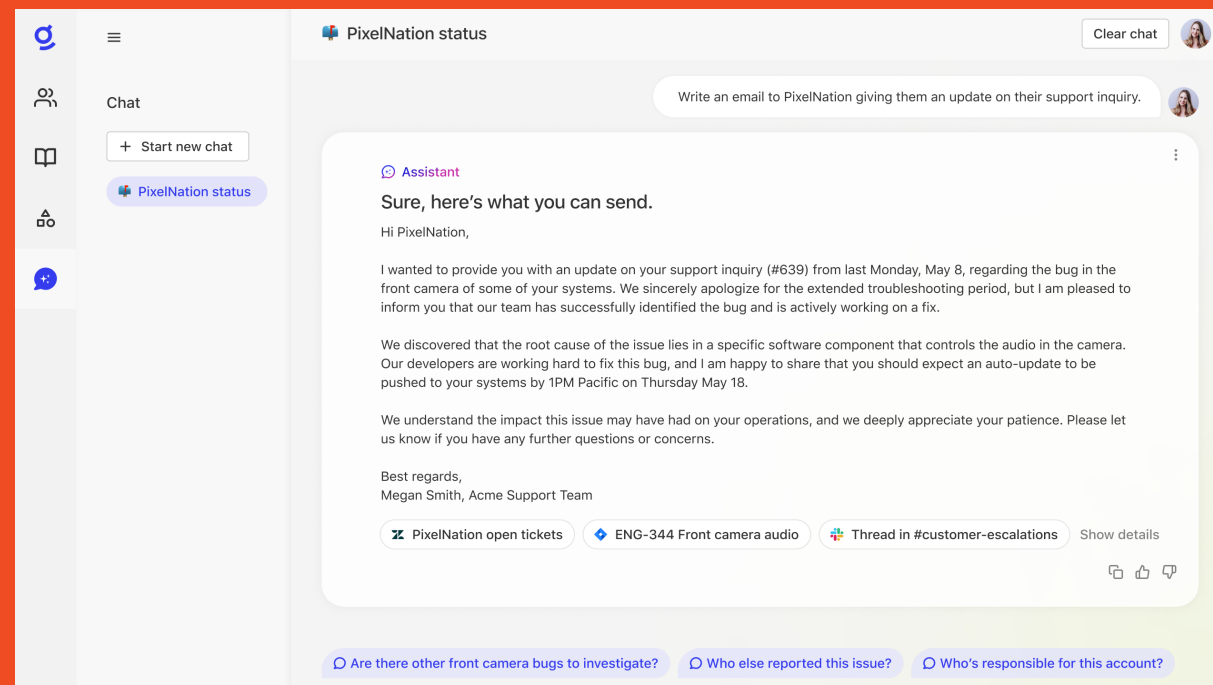 PixelNation status
Clear chat
Chat
+ Start new chat
PixelNation status
Write an email to PixelNation giving them an update on their support inquiry.
Assistant
Sure, here’s what you can send.
Hi PixelNation,
I wanted to provide you with an update on your support inquiry (#639) from last Monday, May 8, regarding the bug in the
front camera of some of your systems. We sincerely apologize for the extended troubleshooting period, but I am pleased to
inform you that our team has successfully identified the bug and is actively working on a fix.
We discovered that the root cause of the issue lies in a specific software component that controls the audio in the camera.
Our developers are working hard to fix this bug, and I am happy to share that you should expect an auto-update to be
pushed to your systems by 1PM Pacific on Thursday May 18.
We understand the impact this issue may have had on your operations, and we deeply appreciate your patience. Please let
us know if you have any further questions or concerns.
Best regards,
Megan Smith, Acme Support Team
PixelNation open tickets
ENG-344 Front camera audio
Thread in #customer-escalations
Show details
Are there other front camera bugs to investigate?
Who else reported this issue?
Who’s responsible for this account?